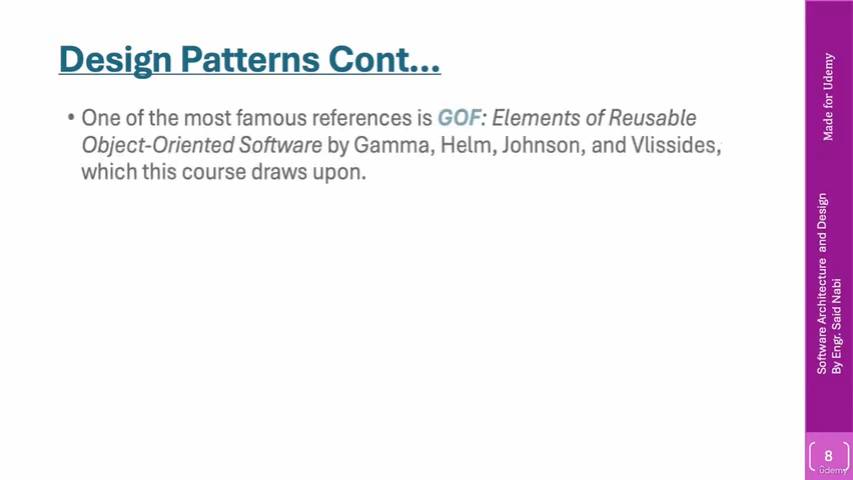 Design Patterns Cont...
• One of the most famous references is GOF: Elements of Reusable
Object-Oriented Software by Gamma, Helm, Johnson, and Vlissides,
which this course draws upon.
Made for Udemy
Software Architecture and Design
By Engr. Said Nabi
8
ûdemy